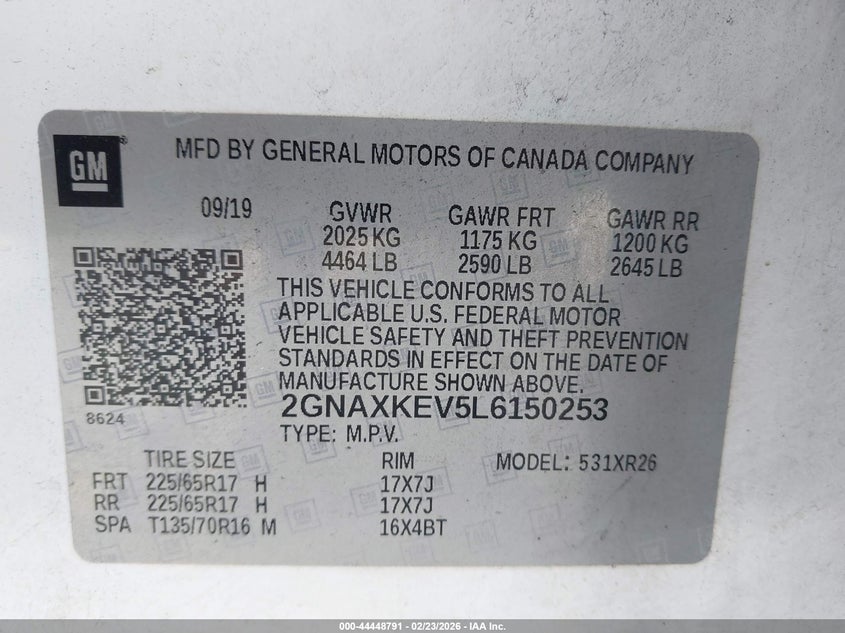 GM
MFD BY GENERAL MOTORS OF CANADA COMPANY
09/19 GVWR GAWR FRT GAWR RR
2025 KG 1175 KG 1200 KG
4464 LB 2590 LB 2645 LB
THIS VEHICLE CONFORMS TO ALL
APPLICABLE U.S. FEDERAL MOTOR
VEHICLE SAFETY AND THEFT PREVENTION
STANDARDS IN EFFECT ON THE DATE OF
MANUFACTURE SHOWN ABOVE.
8624 2GNAXKEV5L6150253
TYPE: M.P.V.
TIRE SIZE RIM MODEL: 531XR26
FRT 225/65R17 H 17X7J
RR 225/65R17 H 17X7J
SPA T135/70R16 M 16X4BT
000-44448791 - 02/23/2026 - IAA Inc.